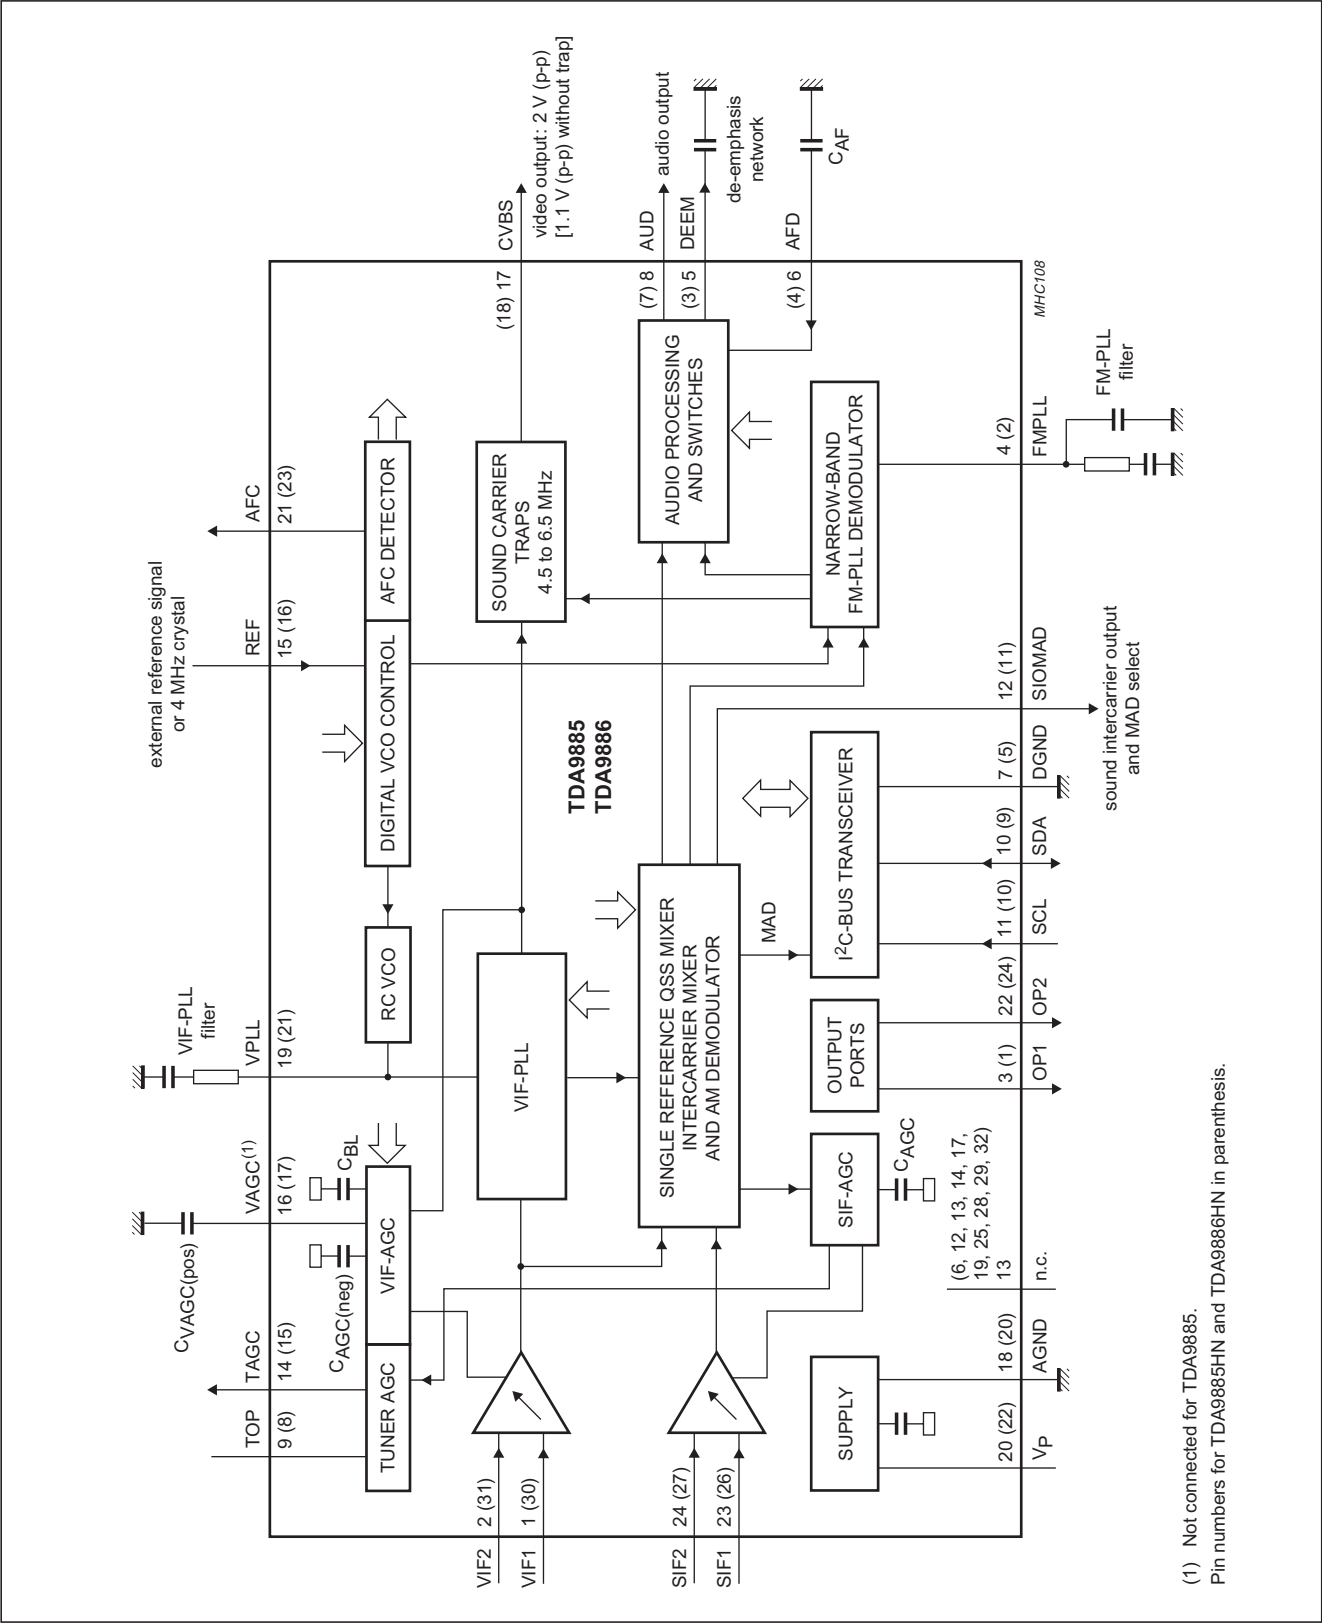 external reference signal
or 4 MHz crystal
VIF-PLL
filter
C_VAGC(pos)
TOP
9 (8)
TAGC
14 (15)
VAGC(1)
16 (17)
VPLL
19 (21)
REF
15 (16)
AFC
21 (23)
C_AGC(neg)
C_BL
TUNER AGC
VIF-AGC
RC VCO
DIGITAL VCO CONTROL
AFC DETECTOR
VIF2
2 (31)
VIF1
1 (30)
VIF-PLL
SOUND CARRIER
TRAPS
4.5 to 6.5 MHz
(18) 17
CVBS
video output: 2 V (p-p)
[1.1 V (p-p) without trap]
TDA9885
TDA9886
SIF2
24 (27)
SIF1
23 (26)
SINGLE REFERENCE QSS MIXER
INTERCARRIER MIXER
AND AM DEMODULATOR
AUDIO PROCESSING
AND SWITCHES
(7) 8
AUD
audio output
(3) 5
DEEM
de-emphasis
network
(4) 6
AFD
C_AF
MAD
SUPPLY
SIF-AGC
C_AGC
OUTPUT
PORTS
I2C-BUS TRANSCEIVER
NARROW-BAND
FM-PLL DEMODULATOR
(6, 12, 13, 14, 17,
19, 25, 28, 29, 32)
13
n.c.
20 (22)
VP
18 (20)
AGND
3 (1)
OP1
22 (24)
OP2
11 (10)
SCL
10 (9)
SDA
7 (5)
DGND
12 (11)
SIOMAD
4 (2)
FMPLL
MHC108
sound intercarrier output
and MAD select
FM-PLL
filter
(1) Not connected for TDA9885.
Pin numbers for TDA9885HN and TDA9886HN in parenthesis.